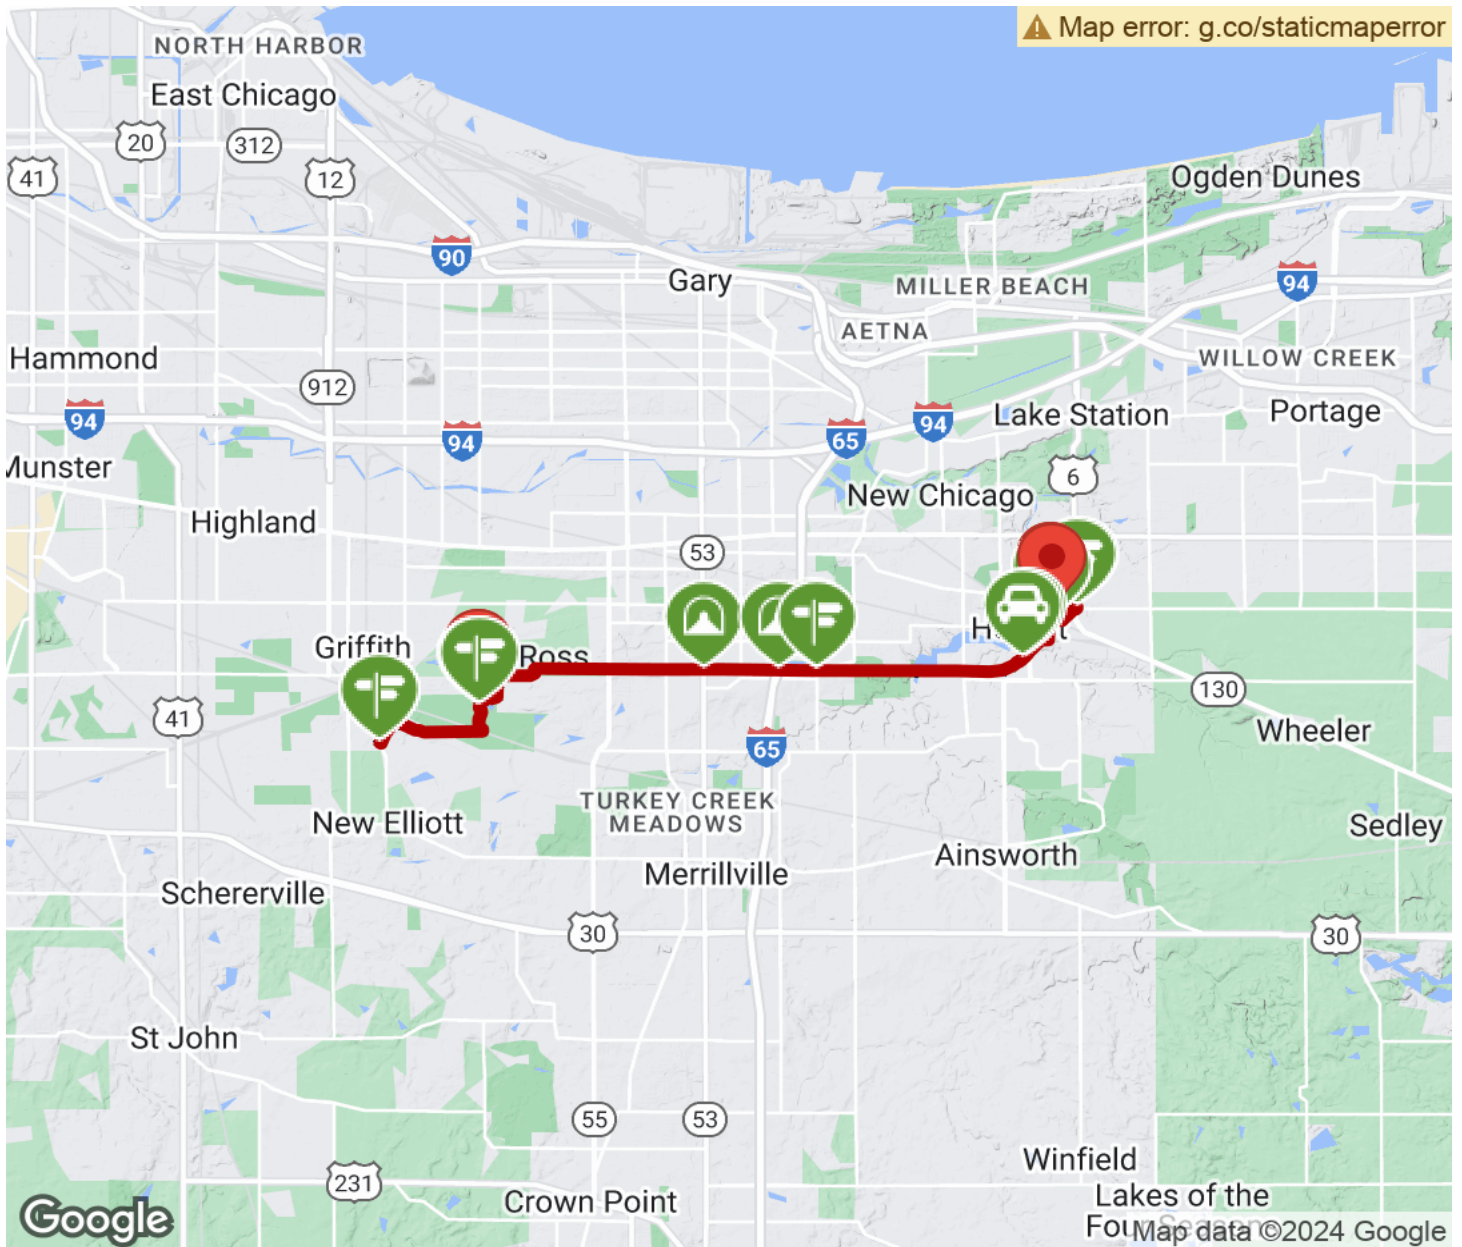 Map error: g.co/staticmaperror
NORTH HARBOR
East Chicago
20
312
41
12
Ogden Dunes
90
Gary
MILLER BEACH
94
AETNA
Hammond
WILLOW CREEK
912
94
94
65
94
Lake Station
Portage
Munster
6
New Chicago
Highland
53
Griffith
Ross
130
41
65
Wheeler
New Elliott
TURKEY CREEK
MEADOWS
Sedley
Ainsworth
Merrillville
Schererville
30
30
St John
55
53
Winfield
231
Crown Point
Lakes of the
Google
Map data ©2024 Google